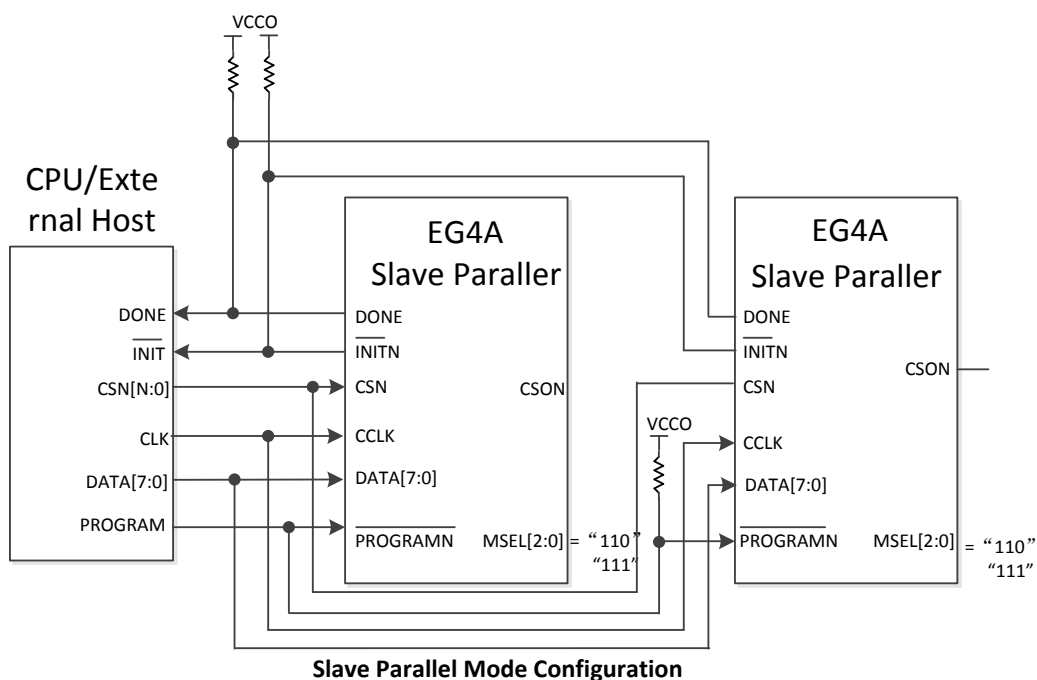 VCCO
CPU/Exte
rnal Host
DONE
INIT
CSN[N:0]
CLK
DATA[7:0]
PROGRAM
EG4A
Slave Paraller
DONE
INITN
CSN
CSON
CCLK
DATA[7:0]
PROGRAMN
MSEL[2:0] = “110”
“111”
VCCO
EG4A
Slave Paraller
DONE
INITN
CSON
CSN
CCLK
DATA[7:0]
PROGRAMN
MSEL[2:0] = “110”
“111”
Slave Parallel Mode Configuration